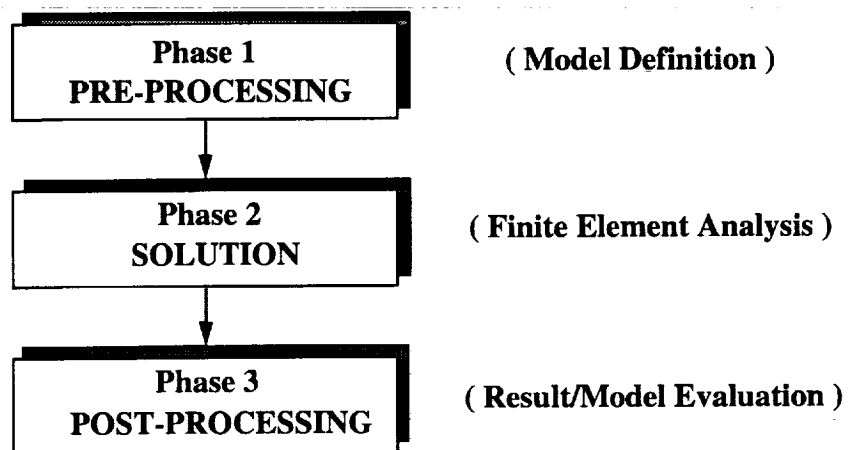 Phase 1
PRE-PROCESSING
( Model Definition )
Phase 2
SOLUTION
( Finite Element Analysis )
Phase 3
POST-PROCESSING
( Result/Model Evaluation )